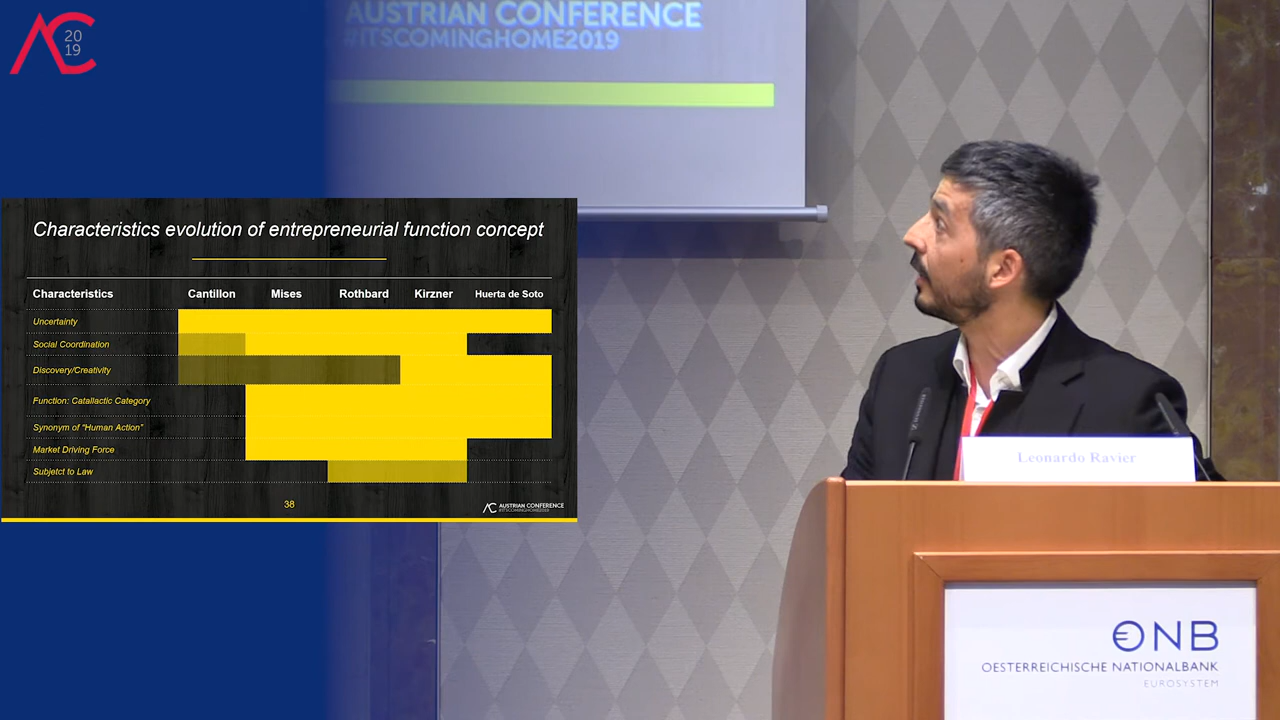 20
19
AUSTRIAN CONFERENCE
#ITSCOMINGHOME2019
Characteristics evolution of entrepreneurial function concept
Characteristics Cantillon Mises Rothbard Kirzner Huerta de Soto
Uncertainty
Social Coordination
Discovery/Creativity
Function: Catallactic Category
Synonym of "Human Action"
Market Driving Force
Subjetct to Law
38
AC AUSTRIAN CONFERENCE
#ITSCOMINGHOME2019
Leonardo Ravier
ONB
OESTERREICHISCHE NATIONALBANK
EUROSYSTEM